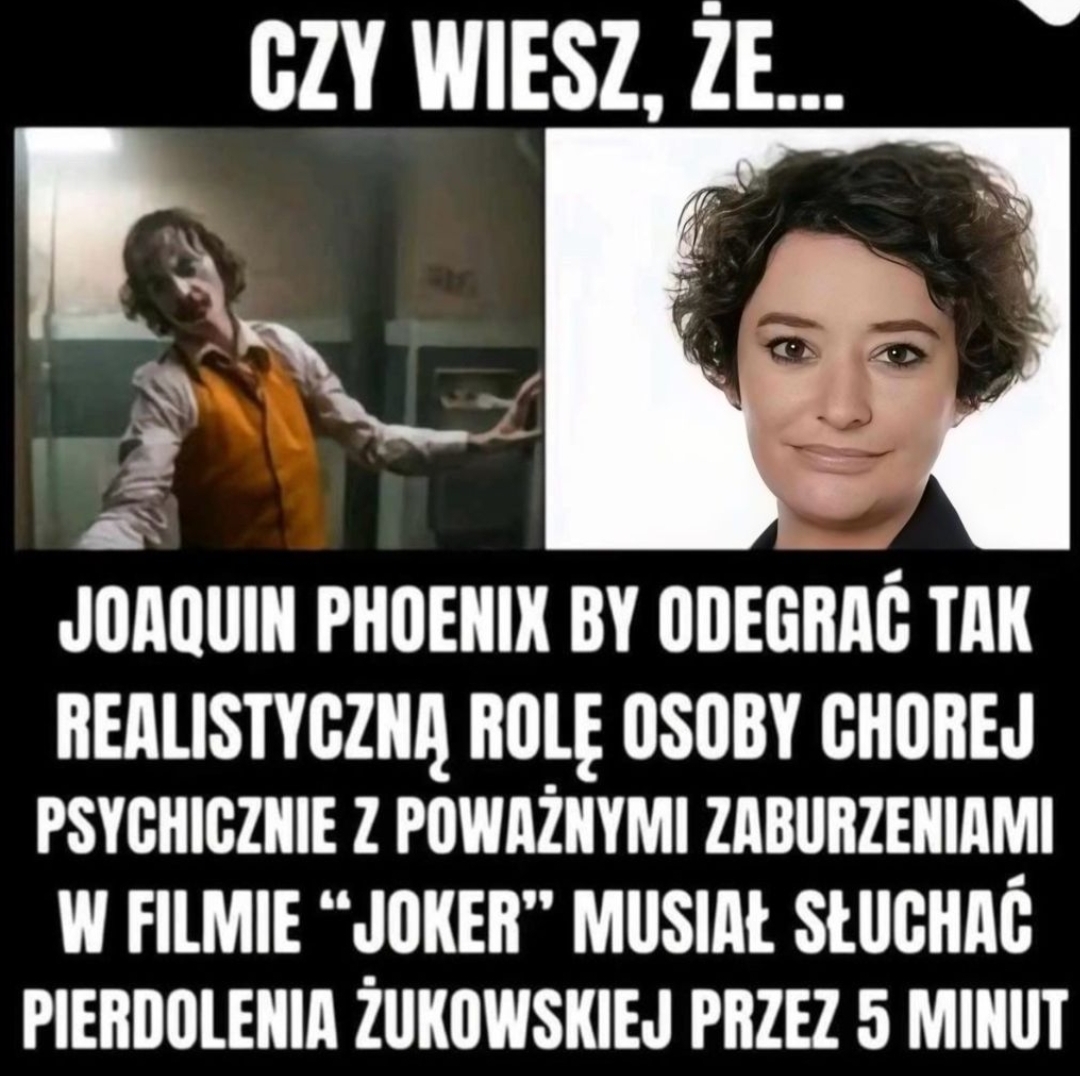 CZY WIESZ, ŻE...
JOAQUIN PHOENIX BY ODEGRAĆ TAK
REALISTYCZNĄ ROLĘ OSOBY CHOREJ
PSYCHICZNIE Z POWAŻNYMI ZABURZENIAMI
W FILMIE “JOKER” MUSIAŁ SŁUCHAĆ
PIERDOLENIA ŻUKOWSKIEJ PRZEZ 5 MINUT